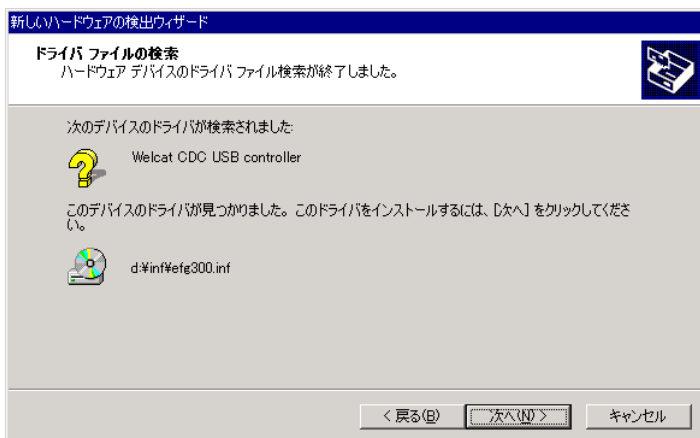 新しいハードウェアの検出ウィザード
ドライバ ファイルの検索
ハードウェア デバイスのドライバ ファイル検索が終了しました。
次のデバイスのドライバが検索されました:
Welcat CDC USB controller
このデバイスのドライバが見つかりました。このドライバをインストールするには、[次へ] をクリックしてくださ
い。
d:¥inf¥efg300.inf
< 戻る(B)
次へ(N) >
キャンセル